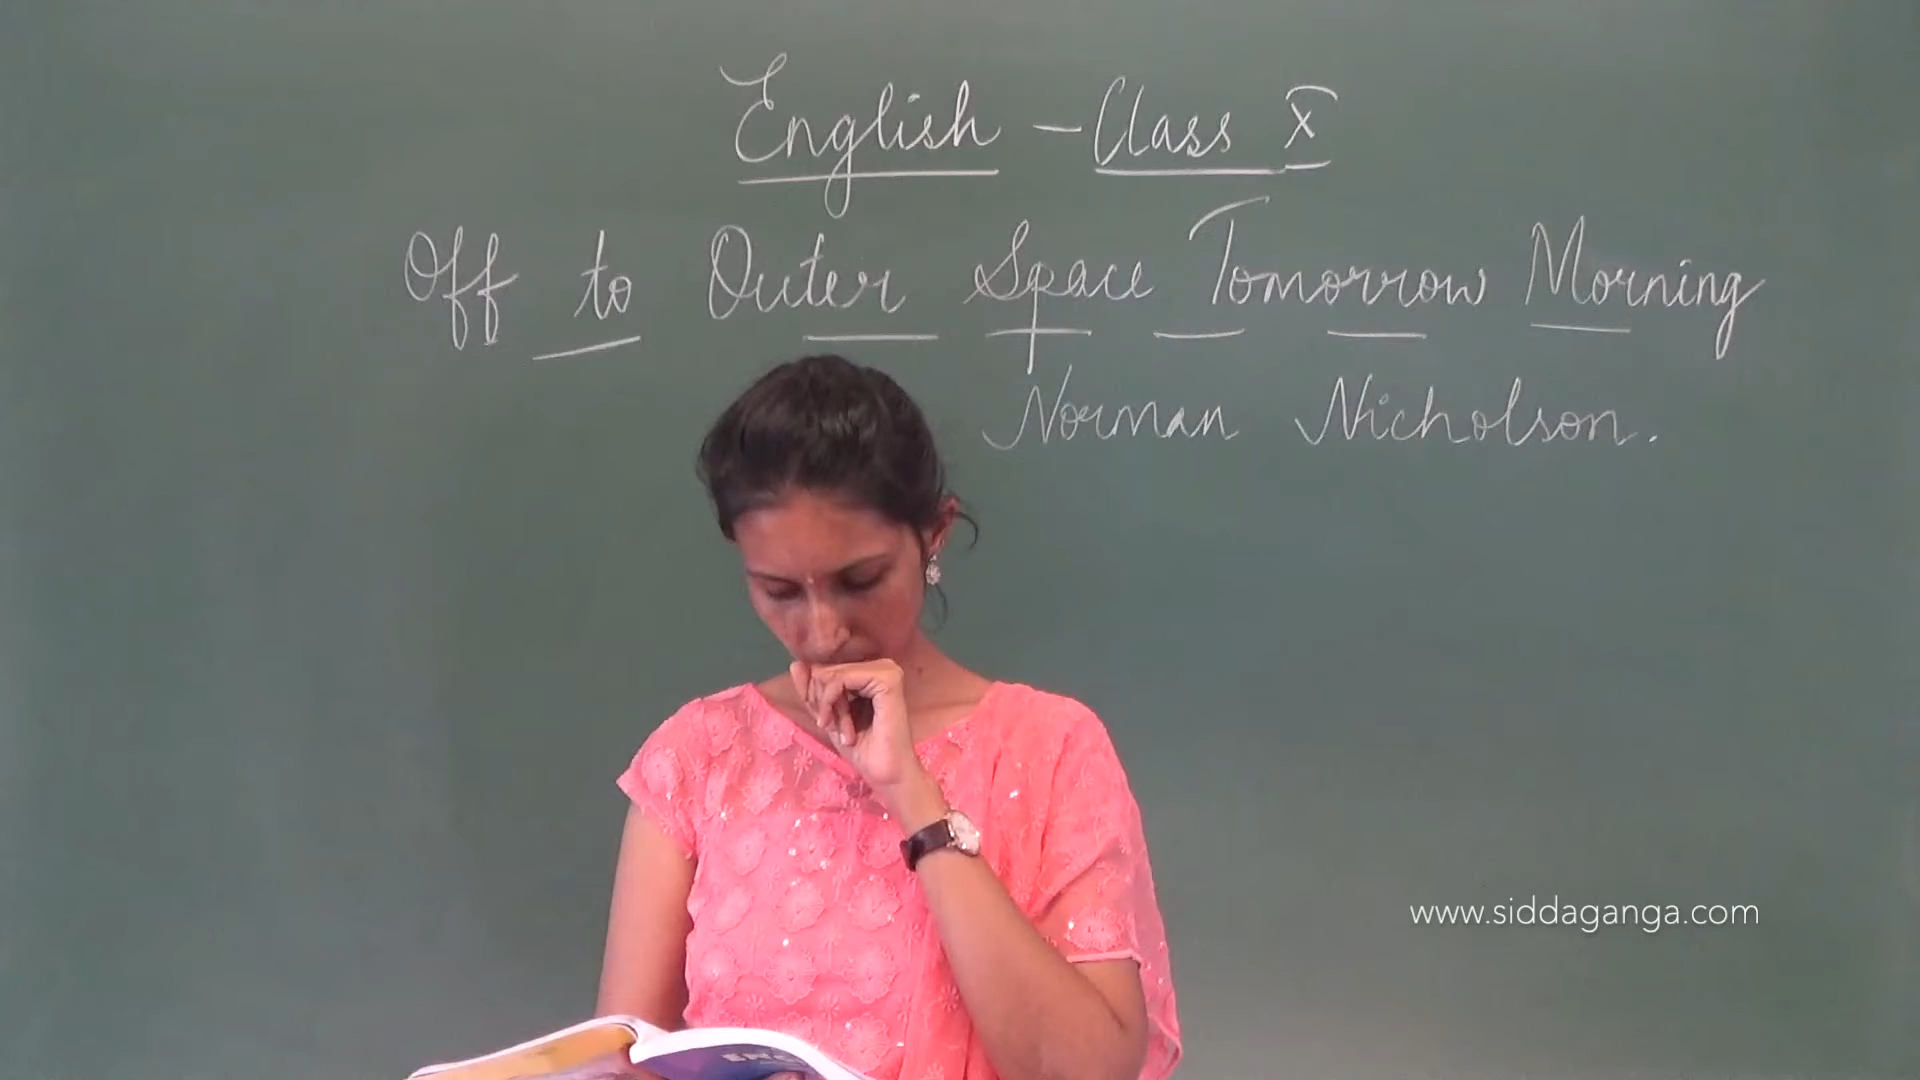 English - Class X
Off to Outer Space Tomorrow Morning
Norman Nicholson.
www.siddaganga.com